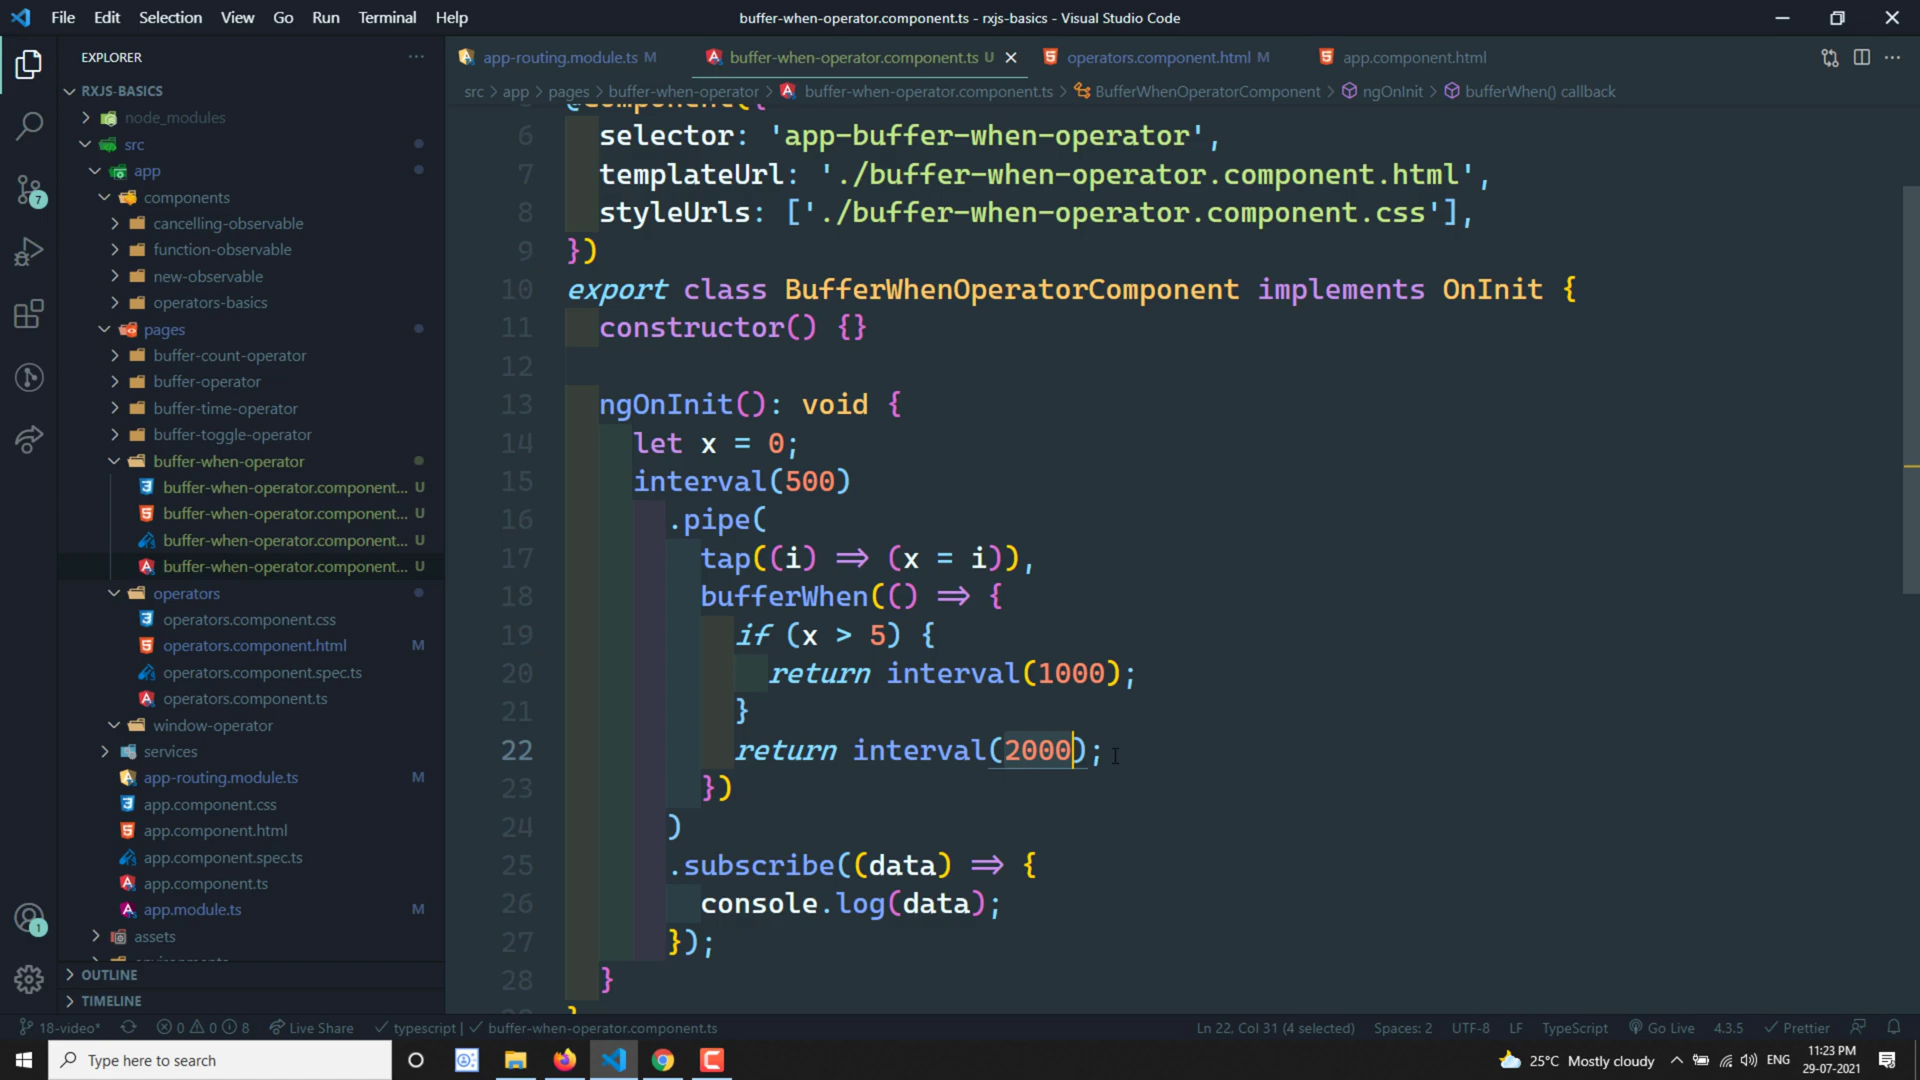 File Edit Selection View Go Run Terminal Help
buffer-when-operator.component.ts - rxjs-basics - Visual Studio Code
EXPLORER
RXJS-BASICS
node_modules
src
app
components
cancelling-observable
function-observable
new-observable
operators-basics
pages
buffer-count-operator
buffer-operator
buffer-time-operator
buffer-toggle-operator
buffer-when-operator
buffer-when-operator.component... U
buffer-when-operator.component... U
buffer-when-operator.component... U
buffer-when-operator.component... U
operators
operators.component.css
operators.component.html M
operators.component.spec.ts
operators.component.ts
window-operator
services
app-routing.module.ts M
app.component.css
app.component.html
app.component.spec.ts
app.component.ts
app.module.ts M
assets
OUTLINE
TIMELINE
7
1
app-routing.module.ts M
buffer-when-operator.component.ts U
operators.component.html M
app.component.html
src > app > pages > buffer-when-operator > buffer-when-operator.component.ts > BufferWhenOperatorComponent > ngOnInit > bufferWhen() callback
6 selector: 'app-buffer-when-operator',
7 templateUrl: './buffer-when-operator.component.html',
8 styleUrls: ['./buffer-when-operator.component.css'],
9 })
10 export class BufferWhenOperatorComponent implements OnInit {
11 constructor() {}
12
13 ngOnInit(): void {
14 let x = 0;
15 interval(500)
16 .pipe(
17 tap((i) => (x = i)),
18 bufferWhen(() => {
19 if (x > 5) {
20 return interval(1000);
21 }
22 return interval(2000);
23 })
24 )
25 .subscribe((data) => {
26 console.log(data);
27 });
28 }
18-video* 0 0 8 Live Share typescript | buffer-when-operator.component.ts
Ln 22, Col 31 (4 selected) Spaces: 2 UTF-8 LF TypeScript Go Live 4.3.5 Prettier
Type here to search
25°C Mostly cloudy
ENG
11:23 PM
29-07-2021